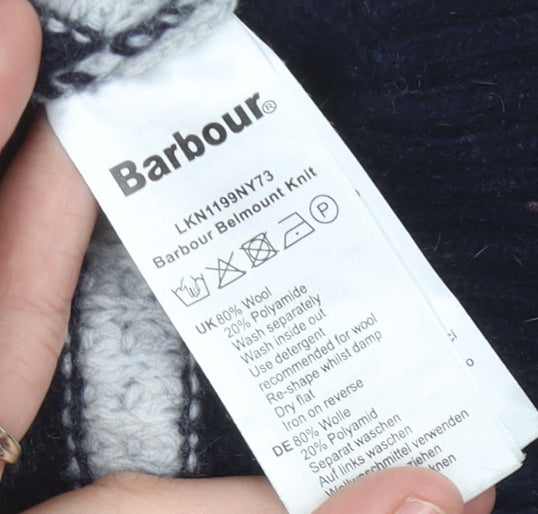 Barbour®
LKN1199NY73
Barbour Belmount Knit
P
UK 80% Wool
20% Polyamide
Wash separately
Wash inside out
Use detergent
recommended for wool
Re-shape whilst damp
Dry flat
Iron on reverse
DE 80% Wolle
20% Polyamid
Separat waschen
Auf links waschen
Wollwaschmittel verwenden